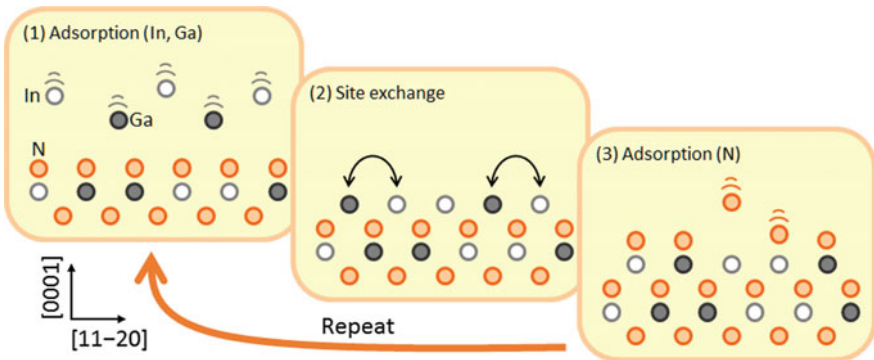 (1) Adsorption (In, Ga)
In
Ga
N
(2) Site exchange
(3) Adsorption (N)
[0001]
[11−20]
Repeat